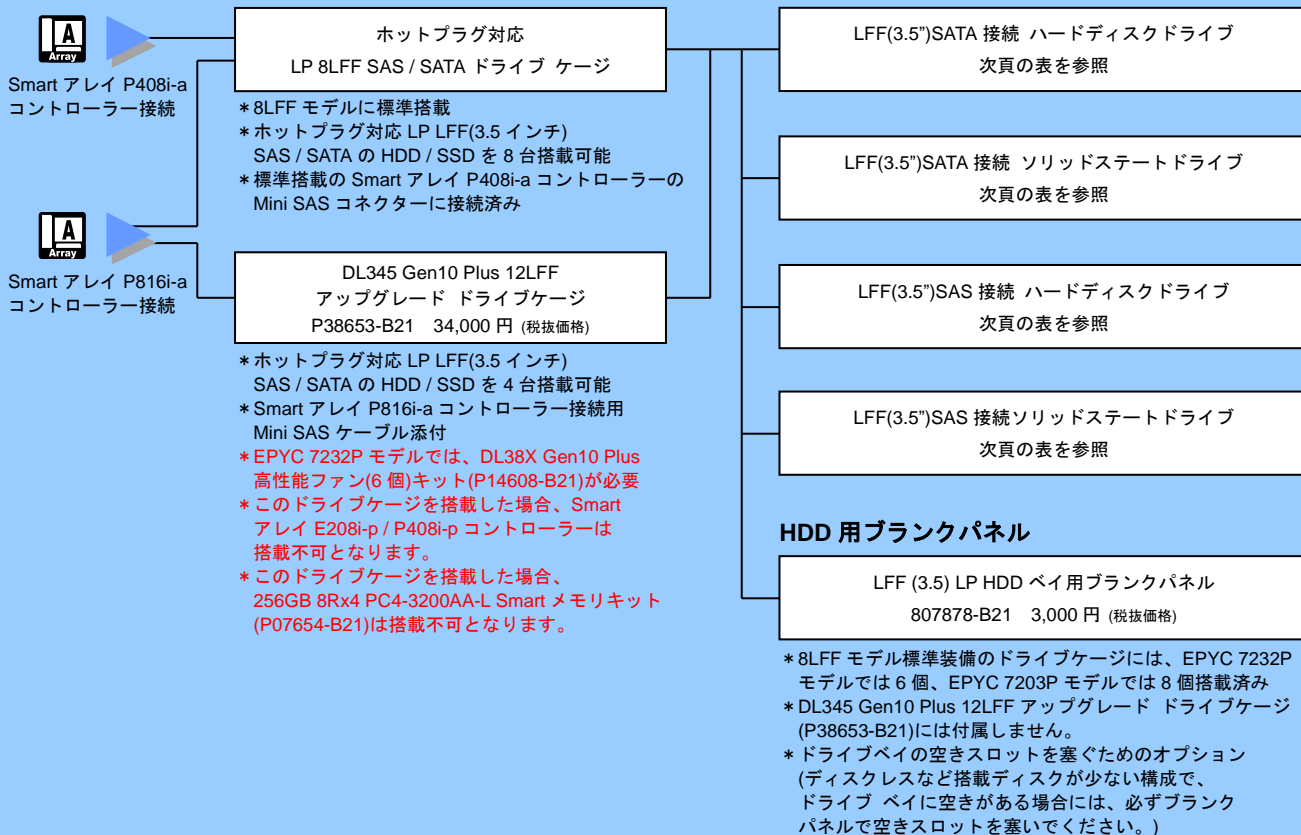 A
Array
Smart アレイ P408i-a
コントローラー接続
A
Array
Smart アレイ P816i-a
コントローラー接続
ホットプラグ対応
LP 8LFF SAS / SATA ドライブ ケージ
*8LFF モデルに標準搭載
*ホットプラグ対応 LP LFF(3.5 インチ)
SAS / SATA の HDD / SSD を 8 台搭載可能
*標準搭載の Smart アレイ P408i-a コントローラーの
Mini SAS コネクターに接続済み
DL345 Gen10 Plus 12LFF
アップグレード ドライブケージ
P38653-B21 34,000 円 (税抜価格)
*ホットプラグ対応 LP LFF(3.5 インチ)
SAS / SATA の HDD / SSD を 4 台搭載可能
*Smart アレイ P816i-a コントローラー接続用
Mini SAS ケーブル添付
*EPYC 7232P モデルでは、DL38X Gen10 Plus
高性能ファン(6 個)キット(P14608-B21)が必要
*このドライブケージを搭載した場合、Smart
アレイ E208i-p / P408i-p コントローラーは
搭載不可となります。
*このドライブケージを搭載した場合、
256GB 8Rx4 PC4-3200AA-L Smart メモリキット
(P07654-B21)は搭載不可となります。
LFF(3.5”)SATA 接続 ハードディスクドライブ
次頁の表を参照
LFF(3.5”)SATA 接続 ソリッドステートドライブ
次頁の表を参照
LFF(3.5”)SAS 接続 ハードディスクドライブ
次頁の表を参照
LFF(3.5”)SAS 接続ソリッドステートドライブ
次頁の表を参照
HDD 用ブランクパネル
LFF (3.5) LP HDD ベイ用ブランクパネル
807878-B21 3,000 円 (税抜価格)
*8LFF モデル標準装備のドライブケージには、EPYC 7232P
モデルでは 6 個、EPYC 7203P モデルでは 8 個搭載済み
*DL345 Gen10 Plus 12LFF アップグレード ドライブケージ
(P38653-B21)には付属しません。
*ドライブベイの空きスロットを塞ぐためのオプション
(ディスクレスなど搭載ディスクが少ない構成で、
ドライブ ベイに空きがある場合には、必ずブランク
パネルで空きスロットを塞いでください。)